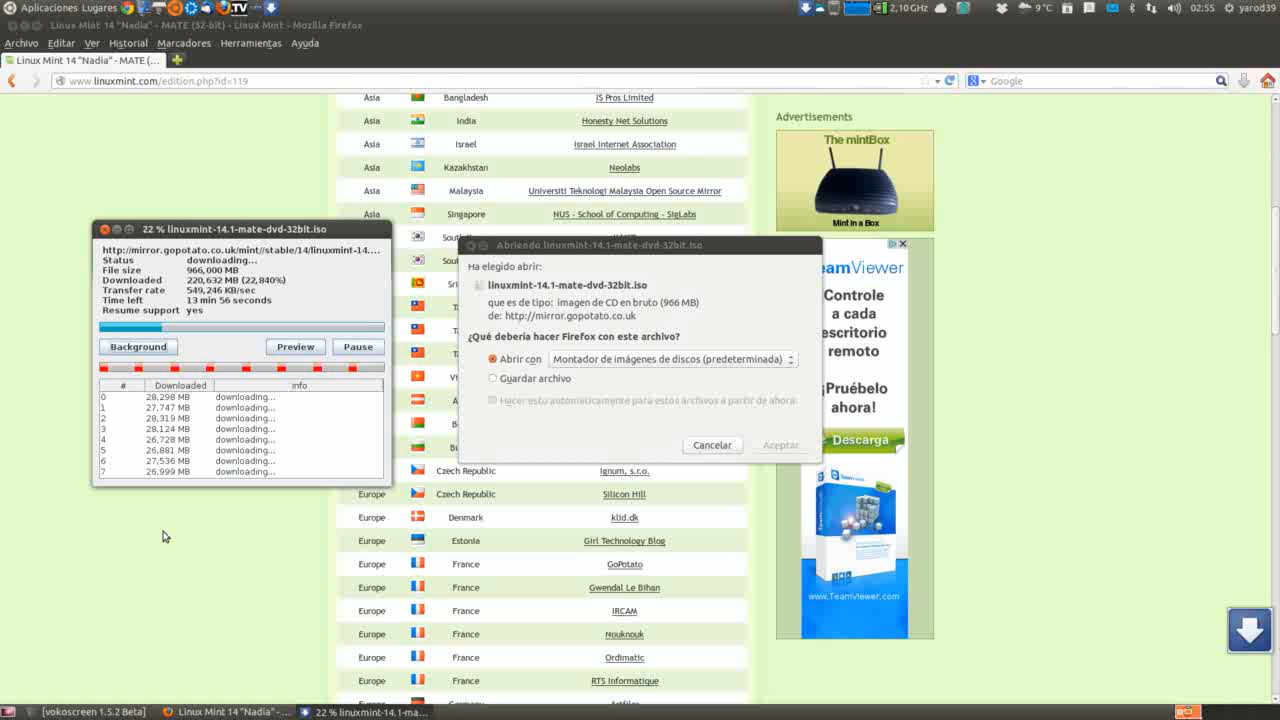 Aplicaciones Lugares
.TV
2,10GHz
9 °C
02:55
yarod39
Linux Mint 14 "Nadia" - MATE (32-bit) - Linux Mint - Mozilla Firefox
Archivo Editar Ver Historial Marcadores Herramientas Ayuda
Linux Mint 14 "Nadia" - MATE (...
www.linuxmint.com/edition.php?id=119
Google
Asia Bangladesh IS Pros Limited
Asia India Honesty Net Solutions
Asia Israel Israel Internet Association
Asia Kazakhstan Neolabs
Asia Malaysia Universiti Teknologi Malaysia Open Source Mirror
Asia Singapore NUS - School of Computing - SigLabs
Advertisements
The mintBox
Mint in a Box
22 % linuxmint-14.1-mate-dvd-32bit.iso
http://mirror.gopotato.co.uk/mint//stable/14/linuxmint-14....
Status downloading...
File size 966,000 MB
Downloaded 220,632 MB (22,840%)
Transfer rate 549,246 KB/sec
Time left 13 min 56 seconds
Resume support yes
Background Preview Pause
# Downloaded info
0 28,298 MB downloading...
1 27,747 MB downloading...
2 28,319 MB downloading...
3 28,124 MB downloading...
4 26,728 MB downloading...
5 26,881 MB downloading...
6 27,536 MB downloading...
7 26,999 MB downloading...
Abriendo linuxmint-14.1-mate-dvd-32bit.iso
Ha elegido abrir:
linuxmint-14.1-mate-dvd-32bit.iso
que es de tipo: imagen de CD en bruto (966 MB)
de: http://mirror.gopotato.co.uk
¿Qué debería hacer Firefox con este archivo?
Abrir con Montador de imágenes de discos (predeterminada)
Guardar archivo
Hacer esto automáticamente para estos archivos a partir de ahora.
Cancelar Aceptar
eamViewer
Controle
a cada
escritorio
remoto
¡Pruébelo
ahora!
Descarga
www.TeamViewer.com
Czech Republic Ignum, s.r.o.
Europe Czech Republic Silicon Hill
Europe Denmark klid.dk
Europe Estonia Girl Technology Blog
Europe France GoPotato
Europe France Gwendal Le Bihan
Europe France IRCAM
Europe France Nouknouk
Europe France Ordimatic
Europe France RTS Informatique
[vokoscreen 1.5.2 Beta]
Linux Mint 14 "Nadia" - ...
22 % linuxmint-14.1-ma...